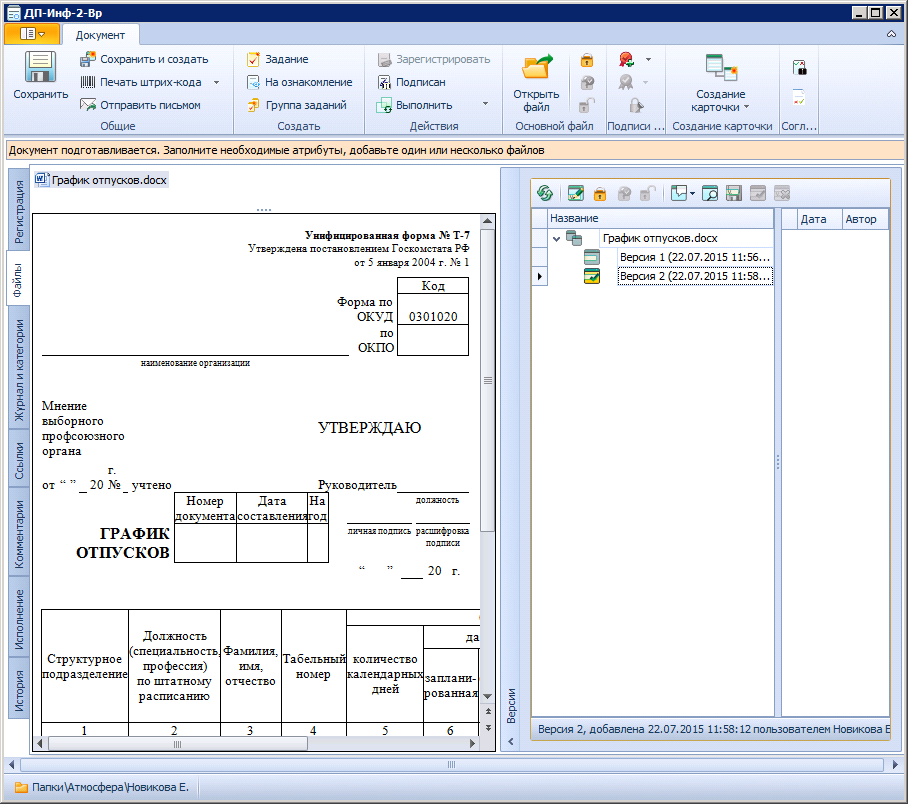 ДП-Инф-2-Вр
Документ
Сохранить
Сохранить и создать
Печать штрих-кода
Отправить письмом
Общие
Задание
На ознакомление
Группа заданий
Создать
Зарегистрировать
Подписан
Выполнить
Действия
Открыть
файл
Основной файл
Подписи ...
Создание
карточки
Создание карточки
Согл...
Документ подготавливается. Заполните необходимые атрибуты, добавьте один или несколько файлов
Регистрация
Файлы
Журнал и категории
Ссылки
Комментарии
Исполнение
История
График отпусков.docx
Унифицированная форма № Т-7
Утверждена постановлением Госкомстата РФ
от 5 января 2004 г. № 1
Код
Форма по
ОКУД
0301020
по
ОКПО
наименование организации
Мнение
выборного
профсоюзного
органа
УТВЕРЖДАЮ
г.
от “ ” _ 20 № _ учтено
Руководитель
должность
Номер
документа
Дата
составления
На
год
личная подпись
расшифровка
подписи
ГРАФИК
ОТПУСКОВ
“ ” ___ 20 г.
Структурное
подразделение
Должность
(специальность,
профессия)
по штатному
расписанию
Фамилия,
имя,
отчество
Табельный
номер
количество
календарных
дней
да
заплани-
рованная
1 2 3 4 5 6
Версии
Название
График отпусков.docx
Версия 1 (22.07.2015 11:56...
Версия 2 (22.07.2015 11:58...
Дата
Автор
Версия 2, добавлена 22.07.2015 11:58:12 пользователем Новикова Е
Папки\Атмосфера\Новикова Е.